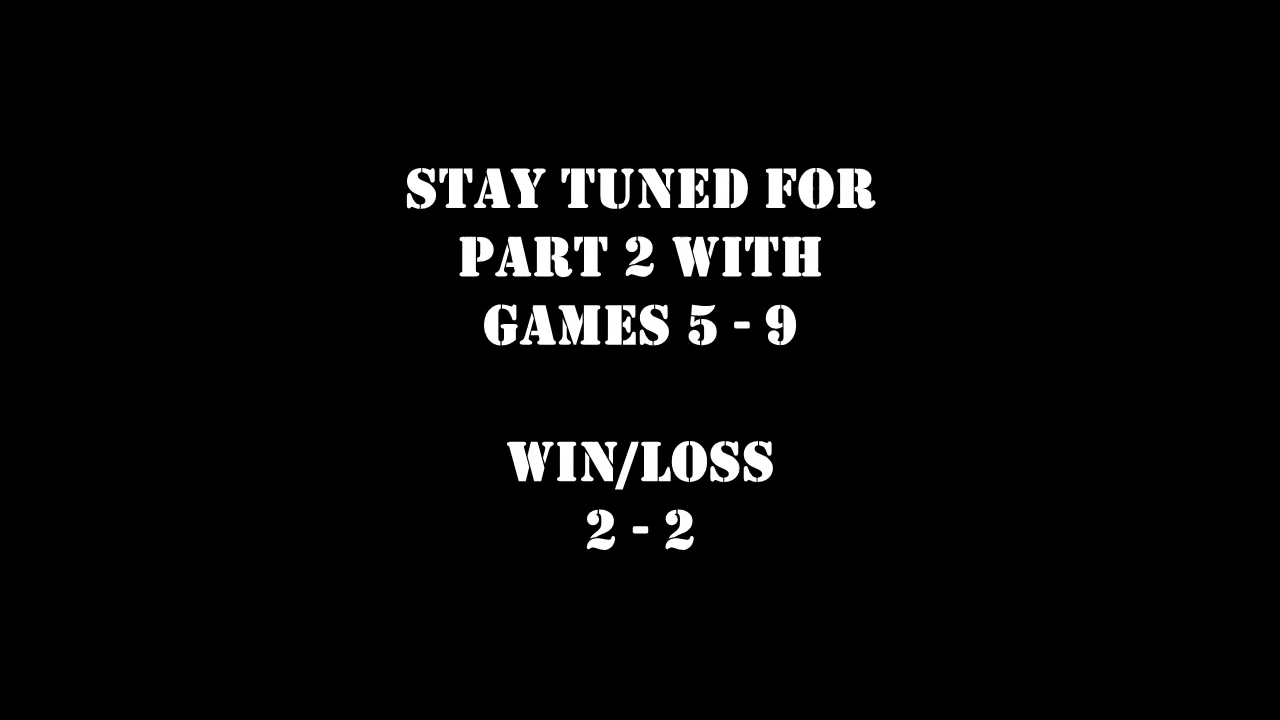 STAY TUNED FOR
PART 2 WITH
GAMES 5 - 9
WIN/LOSS
2 - 2